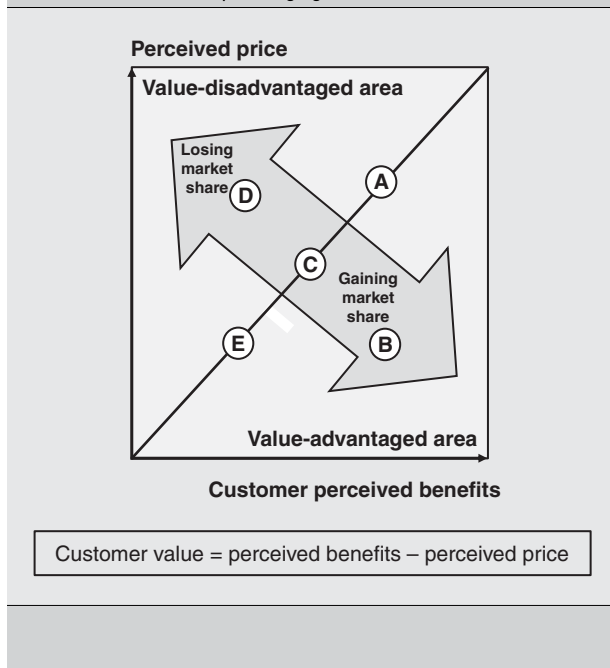 Perceived price
Value-disadvantaged area
Losing
market
share
D
A
C
Gaining
market
share
B
E
Value-advantaged area
Customer perceived benefits
Customer value = perceived benefits – perceived price